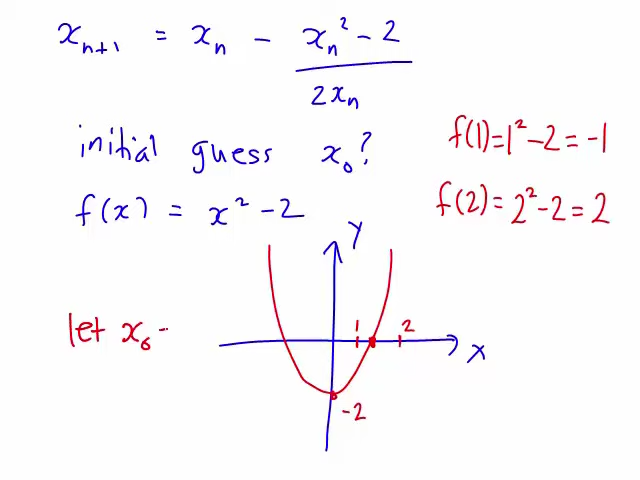 xₙ₊₁ = xₙ - (xₙ² - 2) / 2xₙ
initial guess x₀?
f(1)=1²-2=-1
f(x) = x² - 2
f(2)=2²-2=2
y
let x₀ -
1
2
x
-2